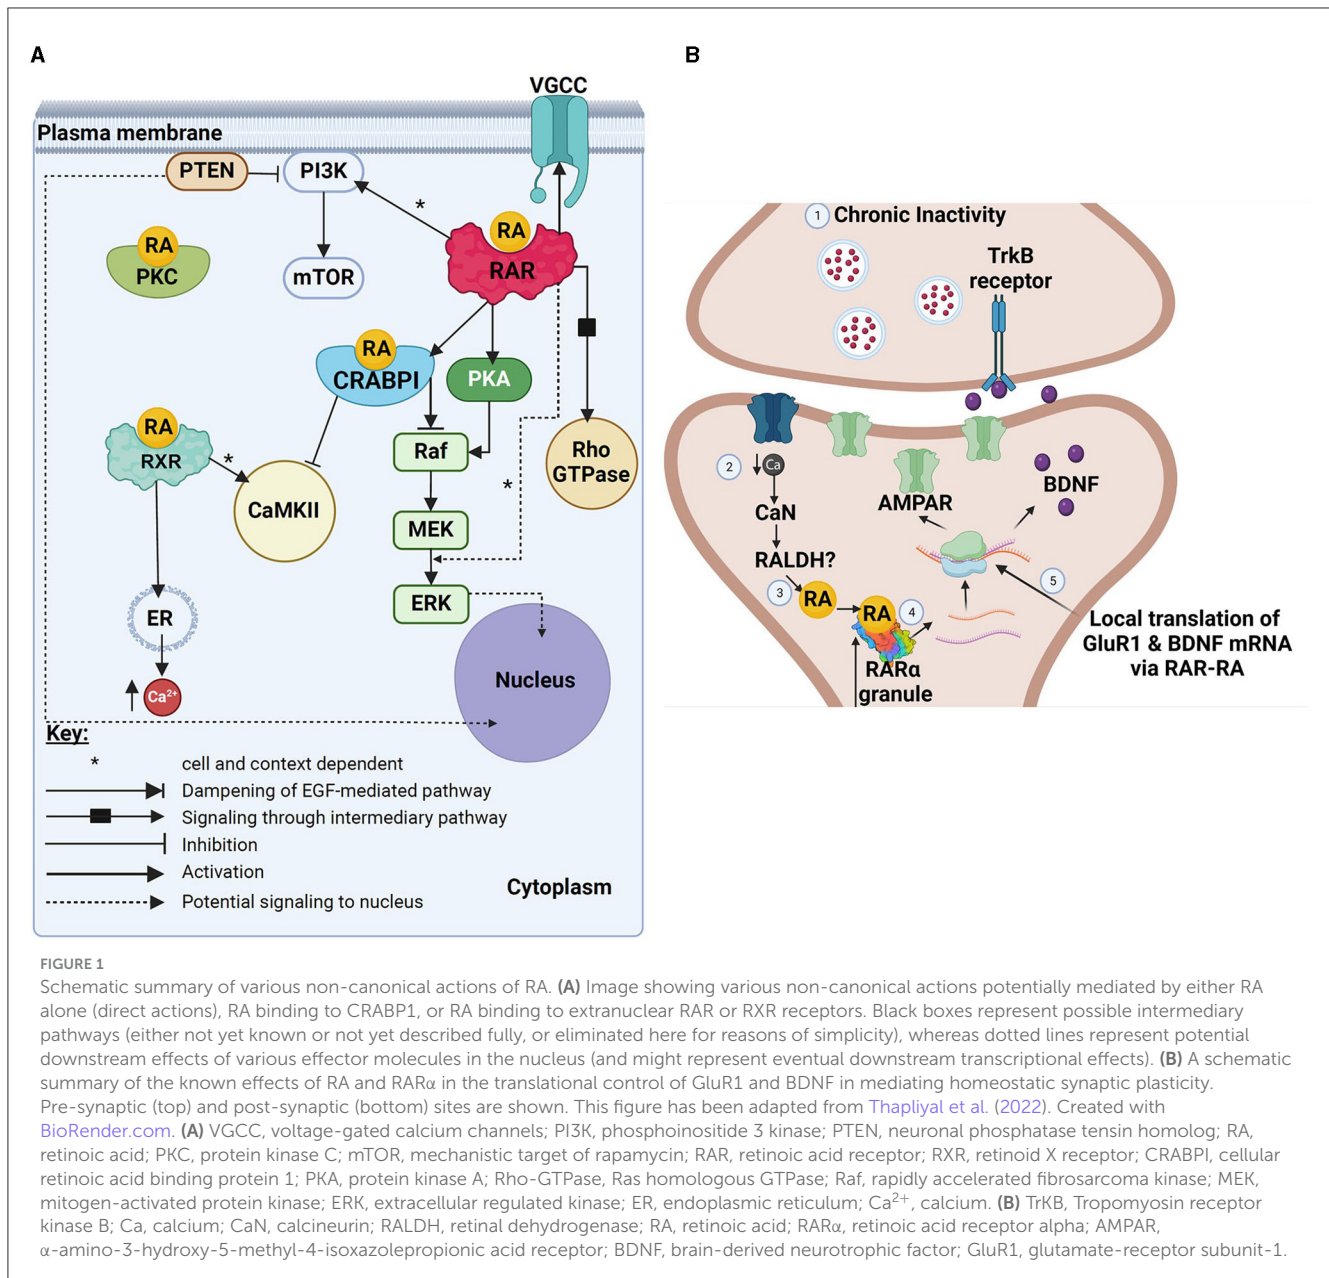 A
VGCC
Plasma membrane
PTEN
PI3K
*
RA
RAR
RA
PKC
mTOR
RA
CRABPI
PKA
RA
RXR
*
CaMKII
Raf
*
Rho
GTPase
MEK
ERK
ER
Ca2+
Nucleus
Key:
* cell and context dependent
Dampening of EGF-mediated pathway
Signaling through intermediary pathway
Inhibition
Activation
Potential signaling to nucleus
Cytoplasm
B
1 Chronic Inactivity
TrkB
receptor
2
Ca
CaN
RALDH?
3
RA
RA
4
RARα
granule
AMPAR
BDNF
5
Local translation of
GluR1 & BDNF mRNA
via RAR-RA
FIGURE 1
Schematic summary of various non-canonical actions of RA. (A) Image showing various non-canonical actions potentially mediated by either RA
alone (direct actions), RA binding to CRABP1, or RA binding to extranuclear RAR or RXR receptors. Black boxes represent possible intermediary
pathways (either not yet known or not yet described fully, or eliminated here for reasons of simplicity), whereas dotted lines represent potential
downstream effects of various effector molecules in the nucleus (and might represent eventual downstream transcriptional effects). (B) A schematic
summary of the known effects of RA and RARα in the translational control of GluR1 and BDNF in mediating homeostatic synaptic plasticity.
Pre-synaptic (top) and post-synaptic (bottom) sites are shown. This figure has been adapted from Thapliyal et al. (2022). Created with
BioRender.com. (A) VGCC, voltage-gated calcium channels; PI3K, phosphoinositide 3 kinase; PTEN, neuronal phosphatase tensin homolog; RA,
retinoic acid; PKC, protein kinase C; mTOR, mechanistic target of rapamycin; RAR, retinoic acid receptor; RXR, retinoid X receptor; CRABPI, cellular
retinoic acid binding protein 1; PKA, protein kinase A; Rho-GTPase, Ras homologous GTPase; Raf, rapidly accelerated fibrosarcoma kinase; MEK,
mitogen-activated protein kinase; ERK, extracellular regulated kinase; ER, endoplasmic reticulum; Ca2+, calcium. (B) TrKB, Tropomyosin receptor
kinase B; Ca, calcium; CaN, calcineurin; RALDH, retinal dehydrogenase; RA, retinoic acid; RARα, retinoic acid receptor alpha; AMPAR,
α-amino-3-hydroxy-5-methyl-4-isoxazolepropionic acid receptor; BDNF, brain-derived neurotrophic factor; GluR1, glutamate-receptor subunit-1.